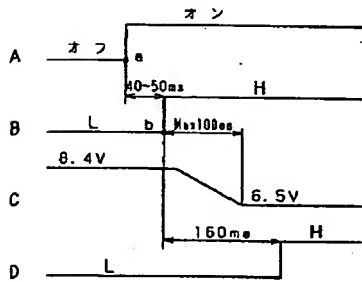 オン
A オフ a
40~50ms H
B L b Max100ms
8.4V
C 6.5V
160ms H
D L